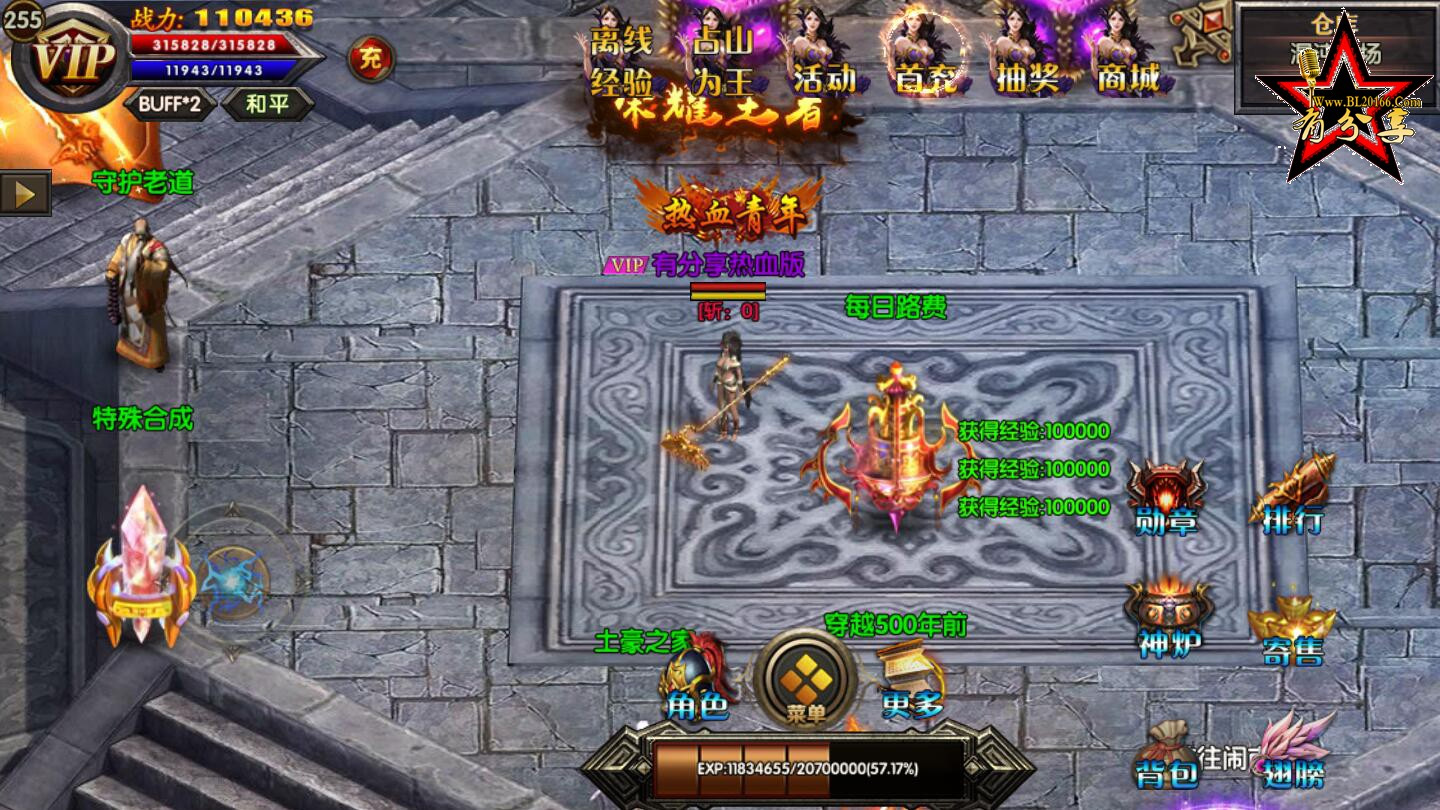 255
战力: 110436
VIP
315828/315828
11943/11943
BUFF*2
和平
充
离线
经验
占山
为王
活动
首充
抽奖
商城
仓库
Www.BL20166.Com
有分享
荣耀王者
热血青年
VIP 有分享热血版
[斩: 0]
守护老道
每日路费
特殊合成
获得经验:100000
获得经验:100000
获得经验:100000
勋章
排行
神炉
寄售
穿越500年前
土豪之家
角色
菜单
更多
EXP:11834655/20700000(57.17%)
背包
往闹
翅膀